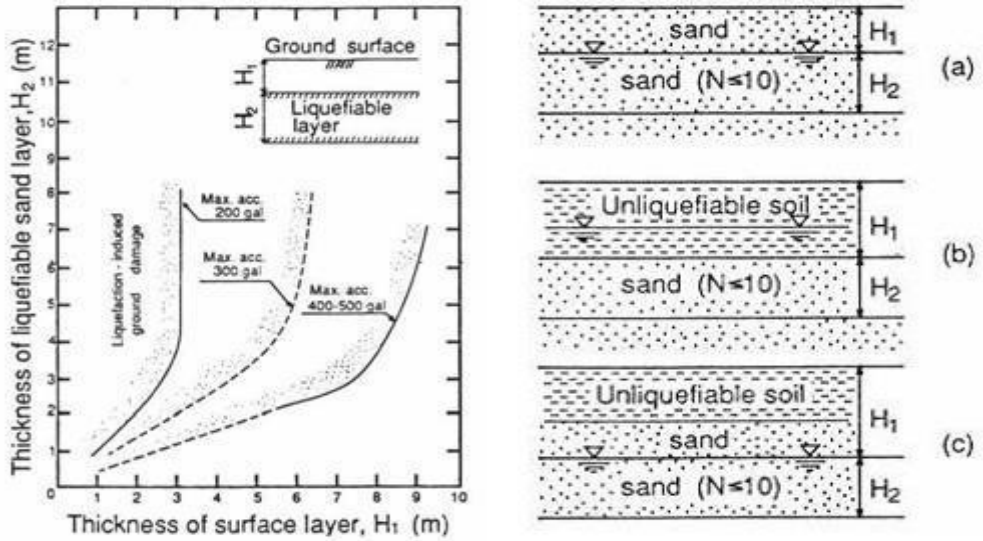 Thickness of liquefiable sand layer, H₂ (m)
12
11
10
9
8
7
6
5
4
3
2
1
0
1 2 3 4 5 6 7 8 9 10
Thickness of surface layer, H₁ (m)
Ground surface
H₁
H₂
Liquefiable
layer
Liquefaction - induced
ground damage
Max. acc.
200 gal
Max. acc.
300 gal
Max. acc.
400-500 gal
sand
H₁
sand (N≤10)
H₂
(a)
Unliquefiable soil
H₁
sand (N≤10)
H₂
(b)
Unliquefiable soil
sand
H₁
sand (N≤10)
H₂
(c)